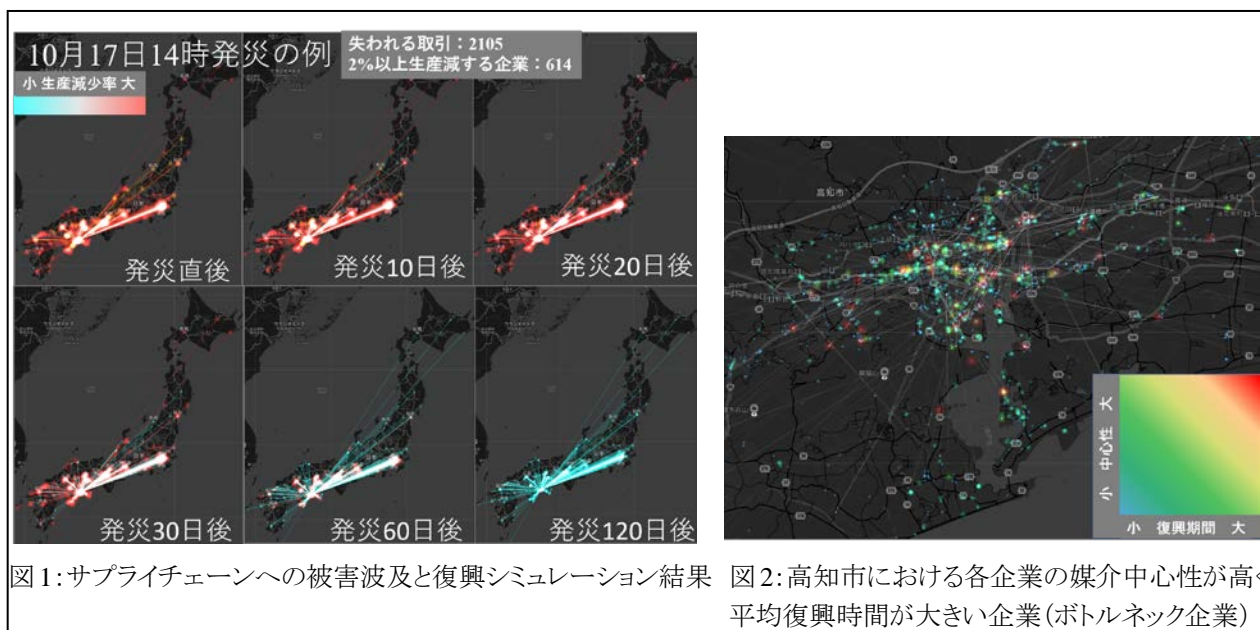 10月17日14時発災の例
失われる取引：2105
2%以上生産減する企業：614
小 生産減少率 大
発災直後
発災10日後
発災20日後
発災30日後
発災60日後
発災120日後
高知市
大
中心性
小
小 復興期間 大
図1：サプライチェーンへの被害波及と復興シミュレーション結果
図2：高知市における各企業の媒介中心性が高く
平均復興時間が大きい企業（ボトルネック企業）